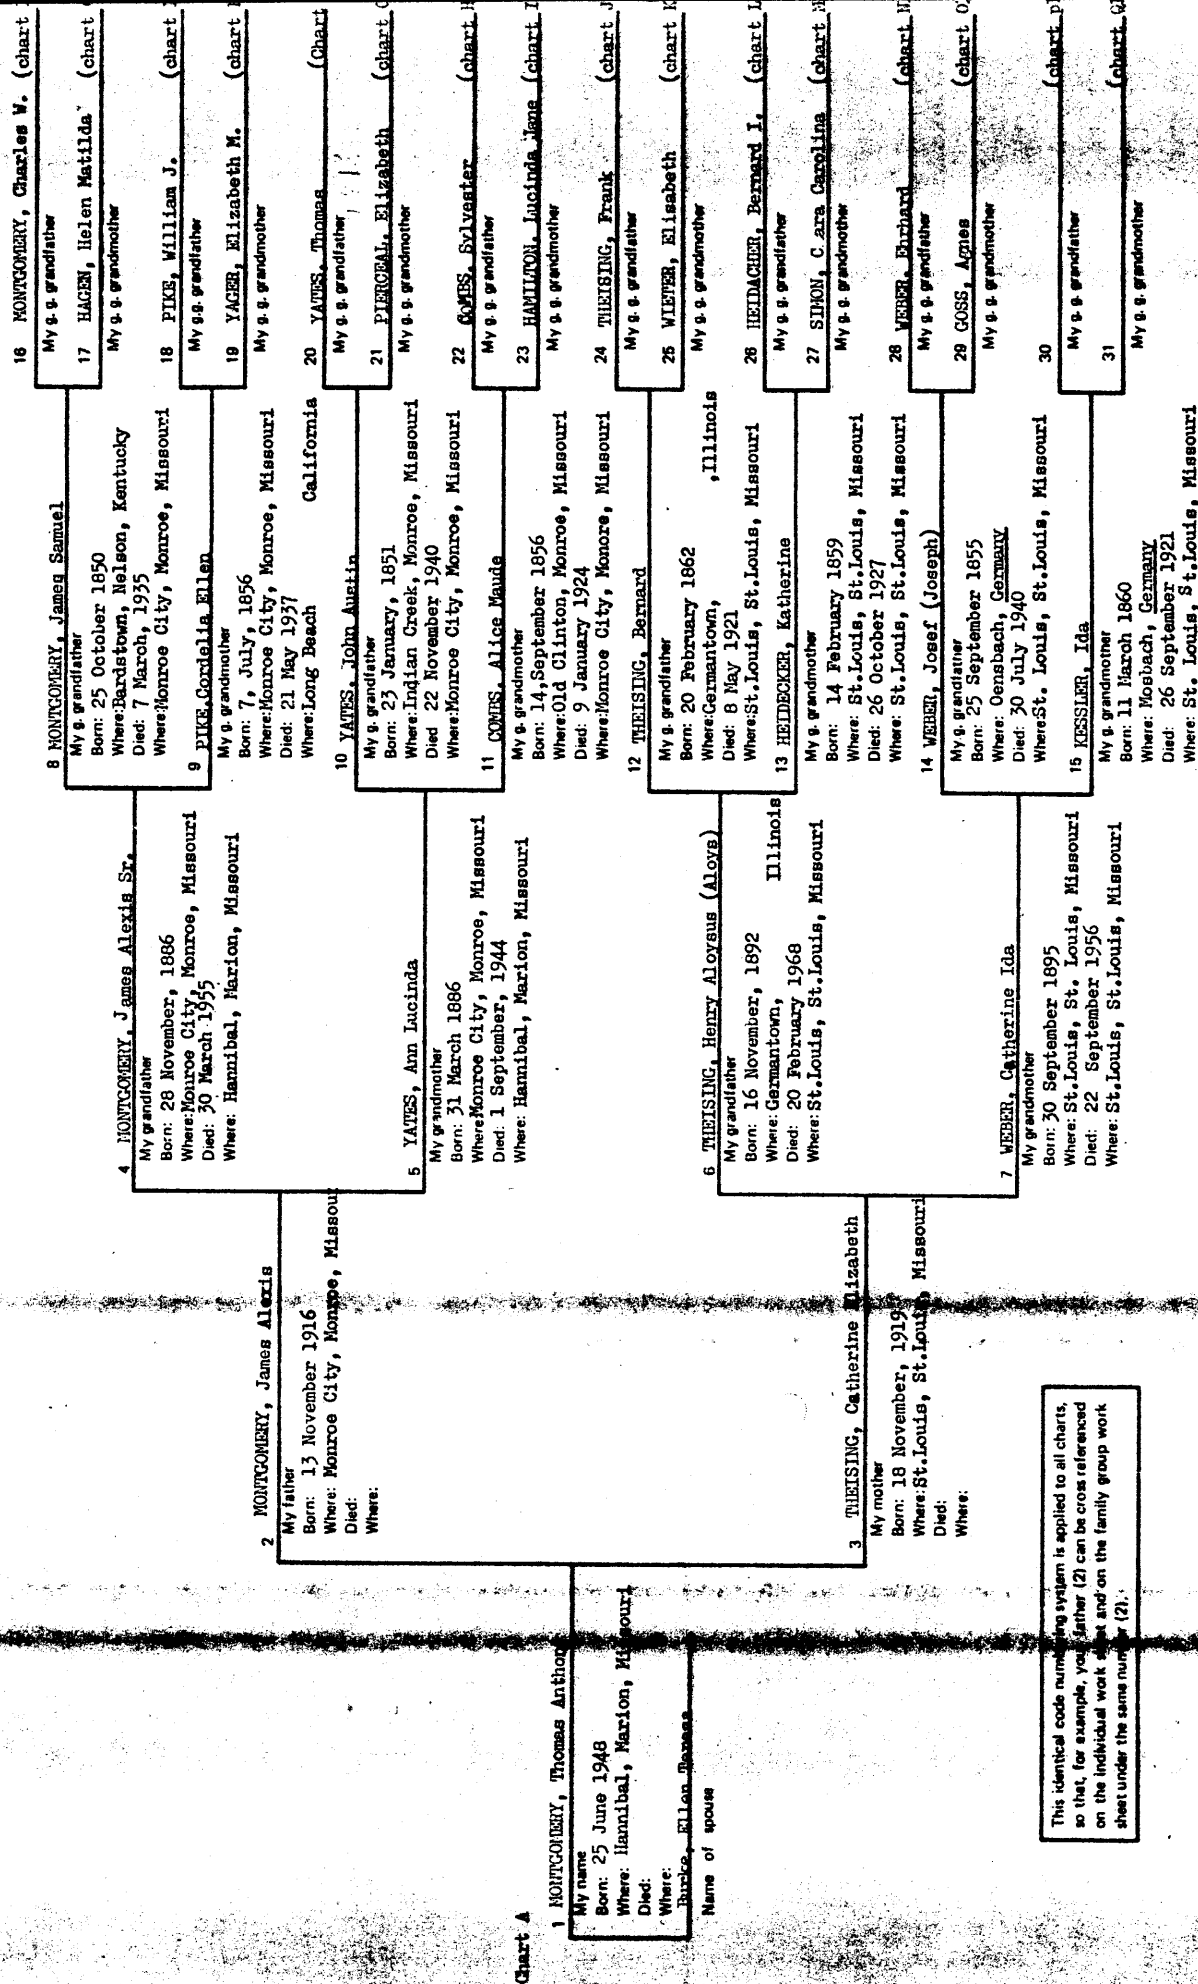 Chart A
1 MONTGOMERY, Thomas Anthon
My name
Born: 25 June 1948
Where: Hannibal, Marion, Missouri
Died:
Where:
Burke, Ellen
Name of spouse
2 MONTGOMERY, James Alexis
My father
Born: 13 November 1916
Where: Monroe City, Monroe, Missour
Died:
Where:
3 THEISING, Catherine Elizabeth
My mother
Born: 18 November, 1919
Where:St.Louis, St.Louis, Missouri
Died:
Where:
This identical code numbering system is applied to all charts,
so that, for example, your father (2) can be cross referenced
on the individual work sheet and on the family group work
sheet under the same number (2).
4 MONTGOMERY, James Alexis Sr.
My grandfather
Born: 28 November, 1886
Where:Monroe City, Monroe, Missouri
Died: 30 March 1955
Where: Hannibal, Marion, Missouri
5 YATES, Ann Lucinda
My grandmother
Born: 31 March 1886
Where:Monroe City, Monroe, Missouri
Died: 1 September, 1944
Where: Hannibal, Marion, Missouri
6 THEISING, Henry Aloysus (Aloys)
My grandfather
Born: 16 November, 1892
Where: Germantown, Illinois
Died: 20 February 1968
Where:St.Louis, St.Louis, Missouri
7 WEBER, Catherine Ida
My grandmother
Born: 30 September 1895
Where: St.Louis, St. Louis, Missouri
Died: 22 September 1956
Where: St.Louis, St.Louis, Missouri
8 MONTGOMERY, James Samuel
My g. grandfather
Born: 25 October 1850
Where:Bardstown, Nelson, Kentucky
Died: 7 March, 1935
Where:Monroe City, Monroe, Missouri
9 PIKE,Cordelia Ellen
My g. grandmother
Born: 7, July, 1856
Where:Monroe City, Monroe, Missouri
Died: 21 May 1937
Where:Long Beach California
10 YATES, John Austin
My g. grandfather
Born: 23 January, 1851
Where:Indian Creek, Monroe, Missouri
Died 22 November 1940
Where:Monroe City, Monroe, Missouri
11 COMBS, Alice Maude
My g. grandmother
Born: 14,September 1856
Where:Old Clinton, Monroe, Missouri
Died: 9 January 1924
Where:Monroe City, Monore, Missouri
12 THEISING, Bernard
My g. grandfather
Born: 20 February 1862
Where:Germantown, ,Illinois
Died: 8 May 1921
Where:St.Louis, St.Louis, Missouri
13 HEIDECKER, Katherine
My g. grandmother
Born: 14 February 1859
Where: St.Louis, St.Louis, Missouri
Died: 26 October 1927
Where: St.Louis, St.Louis, Missouri
14 WEBER, Josef (Joseph)
My g. grandfather
Born: 25 September 1855
Where: Oensbach, Germany
Died: 30 July 1940
Where:St. Louis, St.Louis, Missouri
15 KESSLER, Ida
My g. grandmother
Born: 11 March 1860
Where: Mosbach, Germany
Died: 26 September 1921
Where: St. Louis, St.Louis, Missouri
16 MONTGOMERY, Charles W. (chart
My g. g. grandfather
17 HAGEN, Helen Matilda (chart
My g. g. grandmother
18 PIKE, William J. (chart
My g.g. grandfather
19 YAGER, Elizabeth M. (chart
My g. g. grandmother
20 YATES, Thomas (Chart
My g. g. grandfather
21 PIERCEAL, Elizabeth (chart
My g. g. grandmother
22 COMBS, Sylvester (chart H
My g. g. grandfather
23 HAMILTON, Lucinda Jane (chart I
My g. g. grandmother
24 THEISING, Frank (chart J
My g. g. grandfather
25 WIETER, Elisabeth (chart K
My g. g. grandmother
26 HEIDACHER, Bernard I. (chart L
My g. g. grandfather
27 SIMON, C ara Carolina (chart M
My g. g. grandmother
28 WEBER, Ehrhard (chart N
My g. g. grandfather
29 GOSS, Agnes (chart O
My g. g. grandmother
30 (chart p
My g. g. grandfather
31 (chart Q
My g. g. grandmother